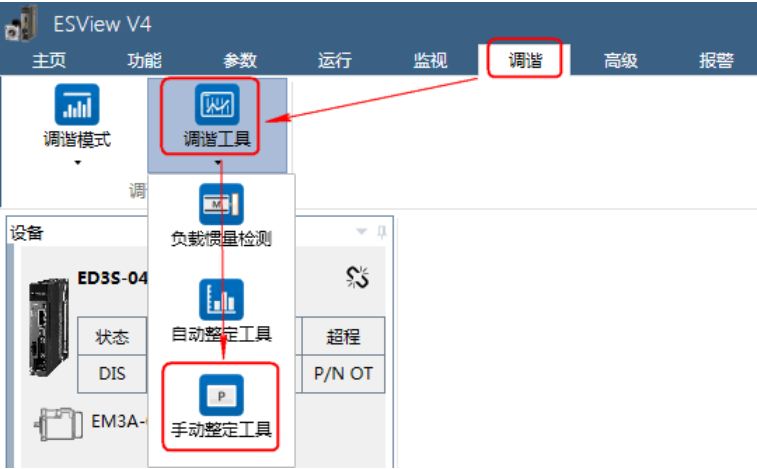 ESView V4
主页 功能 参数 运行 监视 调谐 高级 报警
调谐模式 调谐工具
调
设备
负载惯量检测
ED3S-04
自动整定工具
状态 超程
DIS P/N OT
P
EM3A-
手动整定工具